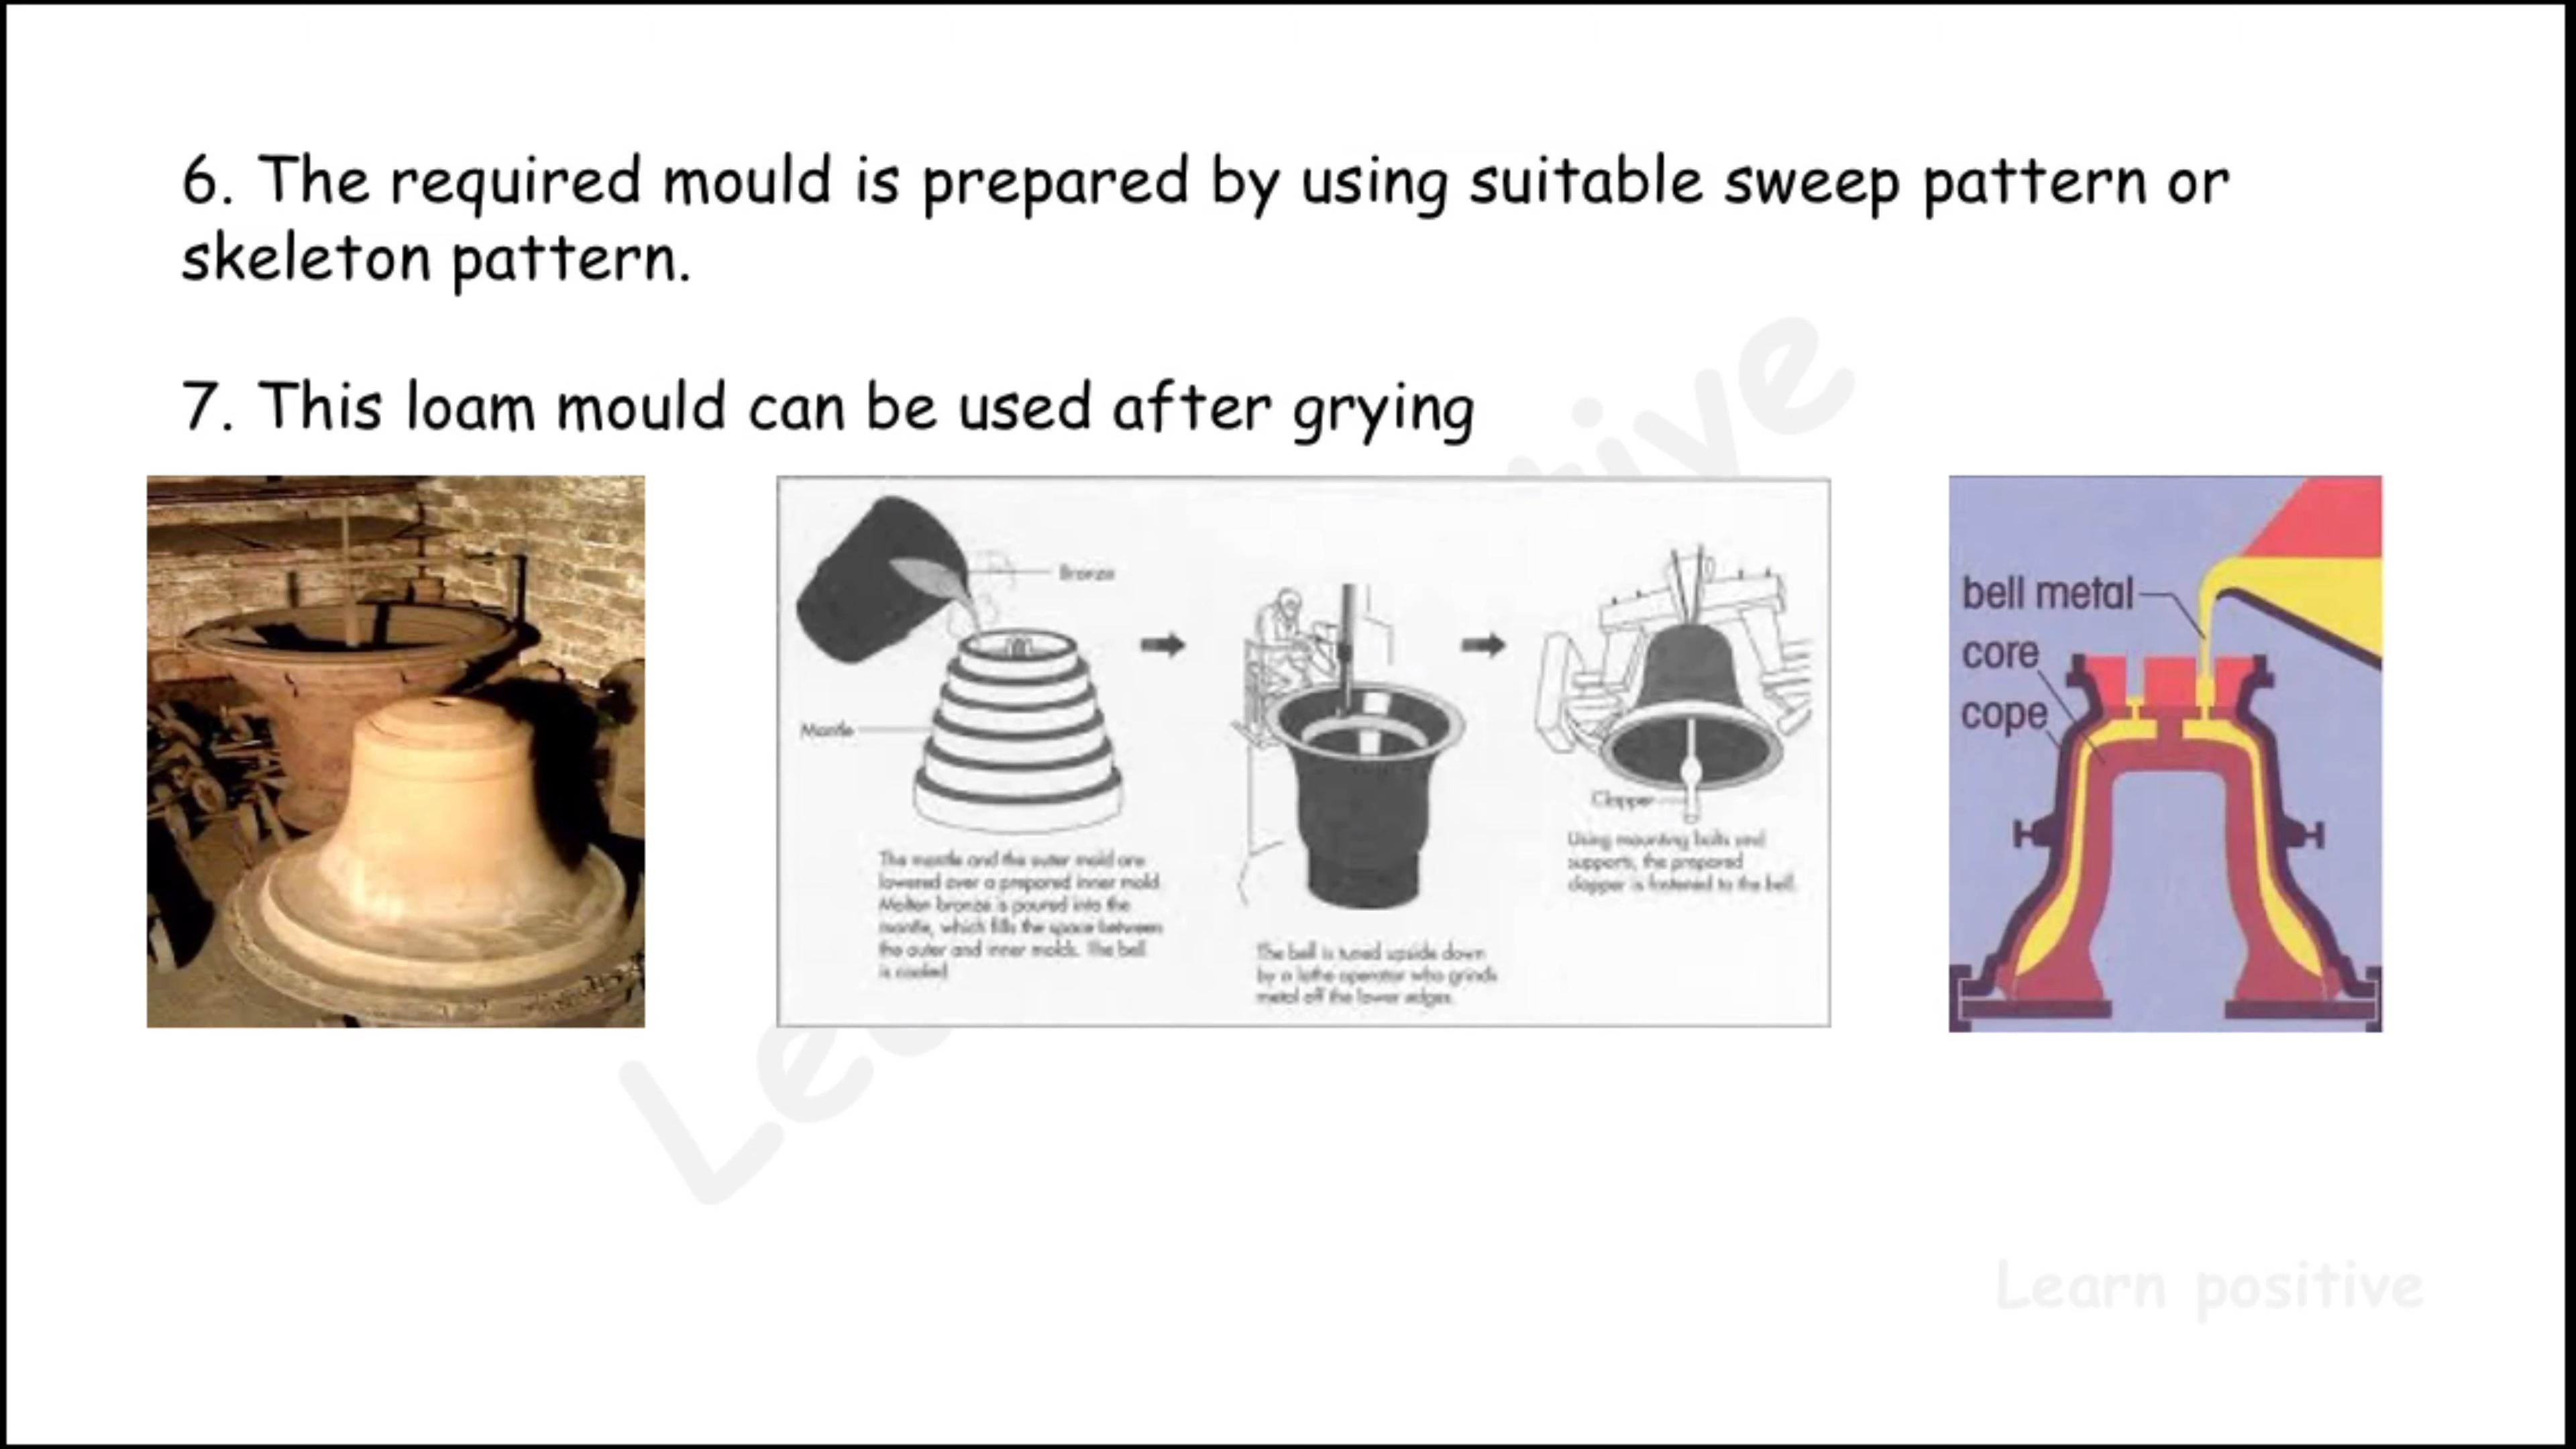 6. The required mould is prepared by using suitable sweep pattern or
skeleton pattern.
7. This loam mould can be used after grying
Bronze
Mantle
The mantle and the outer mold are
lowered over a prepared inner mold.
Molten bronze is poured into the
mantle, which fills the space between
the outer and inner molds. The bell
is cooled
The bell is tuned upside down
by a lathe operator who grinds
metal off the lower edges.
Clapper
Using mounting bolts and
supports, the prepared
clapper is fastened to the bell.
bell metal
core
cope
Learn positive